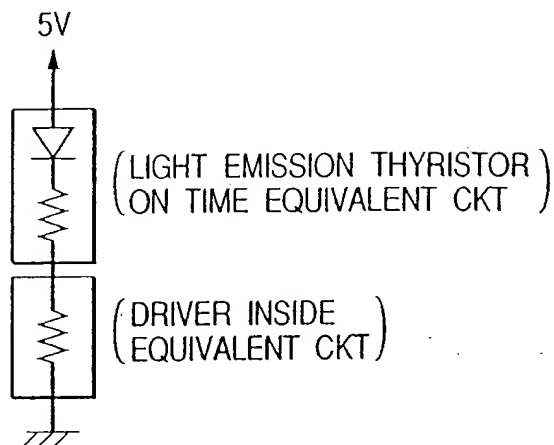 5V
(LIGHT EMISSION THYRISTOR
ON TIME EQUIVALENT CKT)
(DRIVER INSIDE
EQUIVALENT CKT)